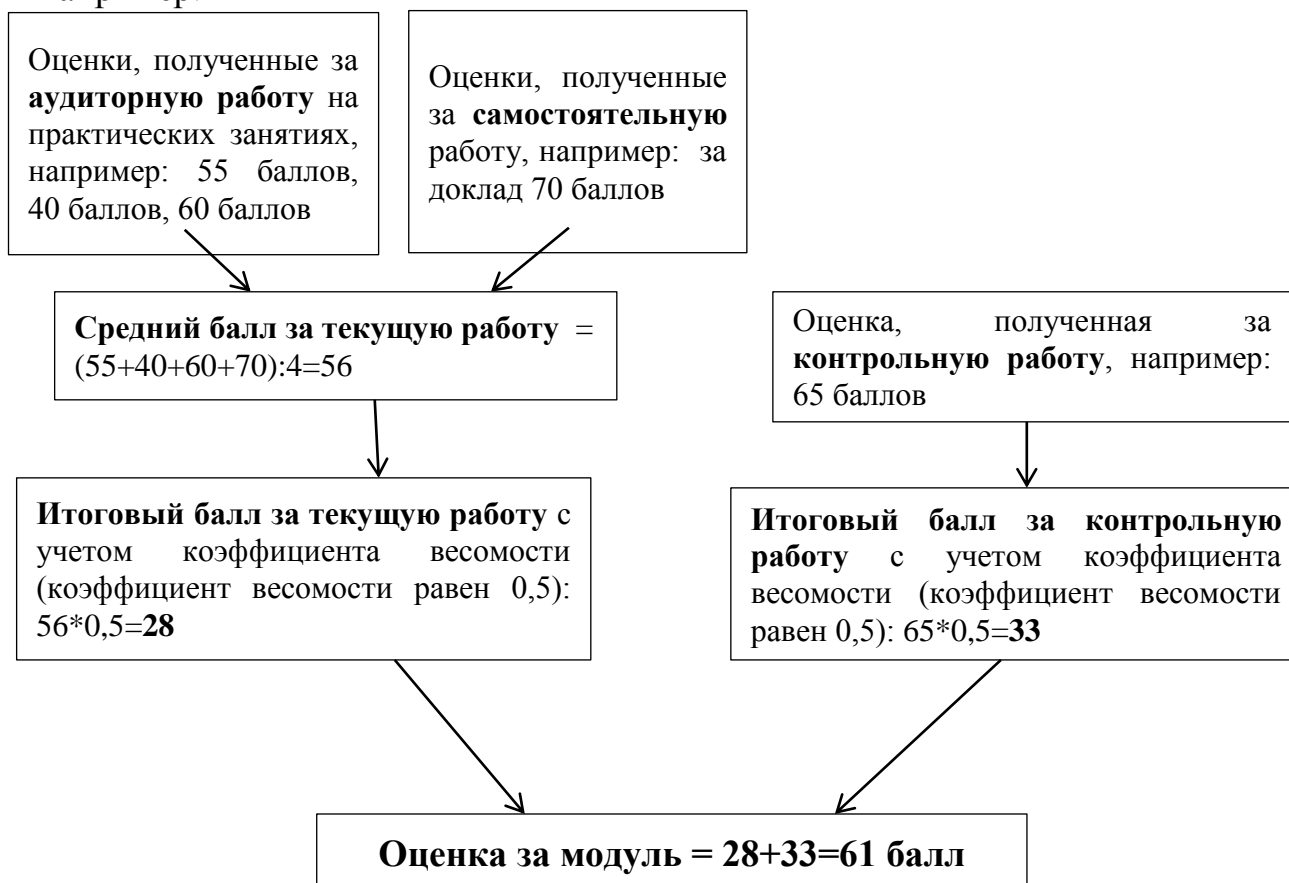 Оценки, полученные за
аудиторную работу на
практических занятиях,
например: 55 баллов,
40 баллов, 60 баллов
Оценки, полученные
за самостоятельную
работу, например: за
доклад 70 баллов
Средний балл за текущую работу =
(55+40+60+70):4=56
Оценка, полученная за
контрольную работу, например:
65 баллов
Итоговый балл за текущую работу с
учетом коэффициента весомости
(коэффициент весомости равен 0,5):
56*0,5=28
Итоговый балл за контрольную
работу с учетом коэффициента
весомости (коэффициент весомости
равен 0,5): 65*0,5=33
Оценка за модуль = 28+33=61 балл